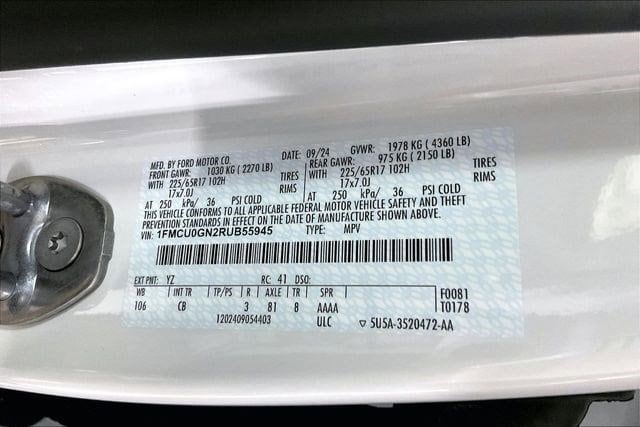 MFD. BY FORD MOTOR CO.
DATE: 09/24 GVWR: 1978 KG ( 4360 LB)
FRONT GAWR: 1030 KG ( 2270 LB)
REAR GAWR: 975 KG ( 2150 LB)
WITH 225/65R17 102H TIRES
WITH 225/65R17 102H TIRES
17x7.0J RIMS
17x7.0J RIMS
AT 250 kPa/ 36 PSI COLD
AT 250 kPa/ 36 PSI COLD
THIS VEHICLE CONFORMS TO ALL APPLICABLE FEDERAL MOTOR VEHICLE SAFETY AND THEFT
PREVENTION STANDARDS IN EFFECT ON THE DATE OF MANUFACTURE SHOWN ABOVE.
VIN: 1FMCU0GN2RUB55945 TYPE: MPV
EXT PNT: YZ RC: 41 DSO:
WB INT TR TP/PS R AXLE TR SPR F0081
106 CB 3 81 8 AAAA T0178
1202409054403 ULC ▽ 5U5A-3520472-AA